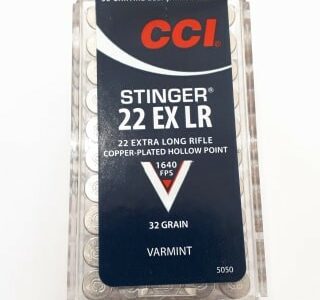 CCI
STINGER®
22 EX LR
22 EXTRA LONG RIFLE
COPPER-PLATED HOLLOW POINT
1640
FPS
32 GRAIN
VARMINT
5050